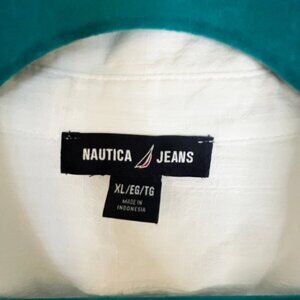 NAUTICA JEANS
XL/EG/TG
MADE IN
INDONESIA